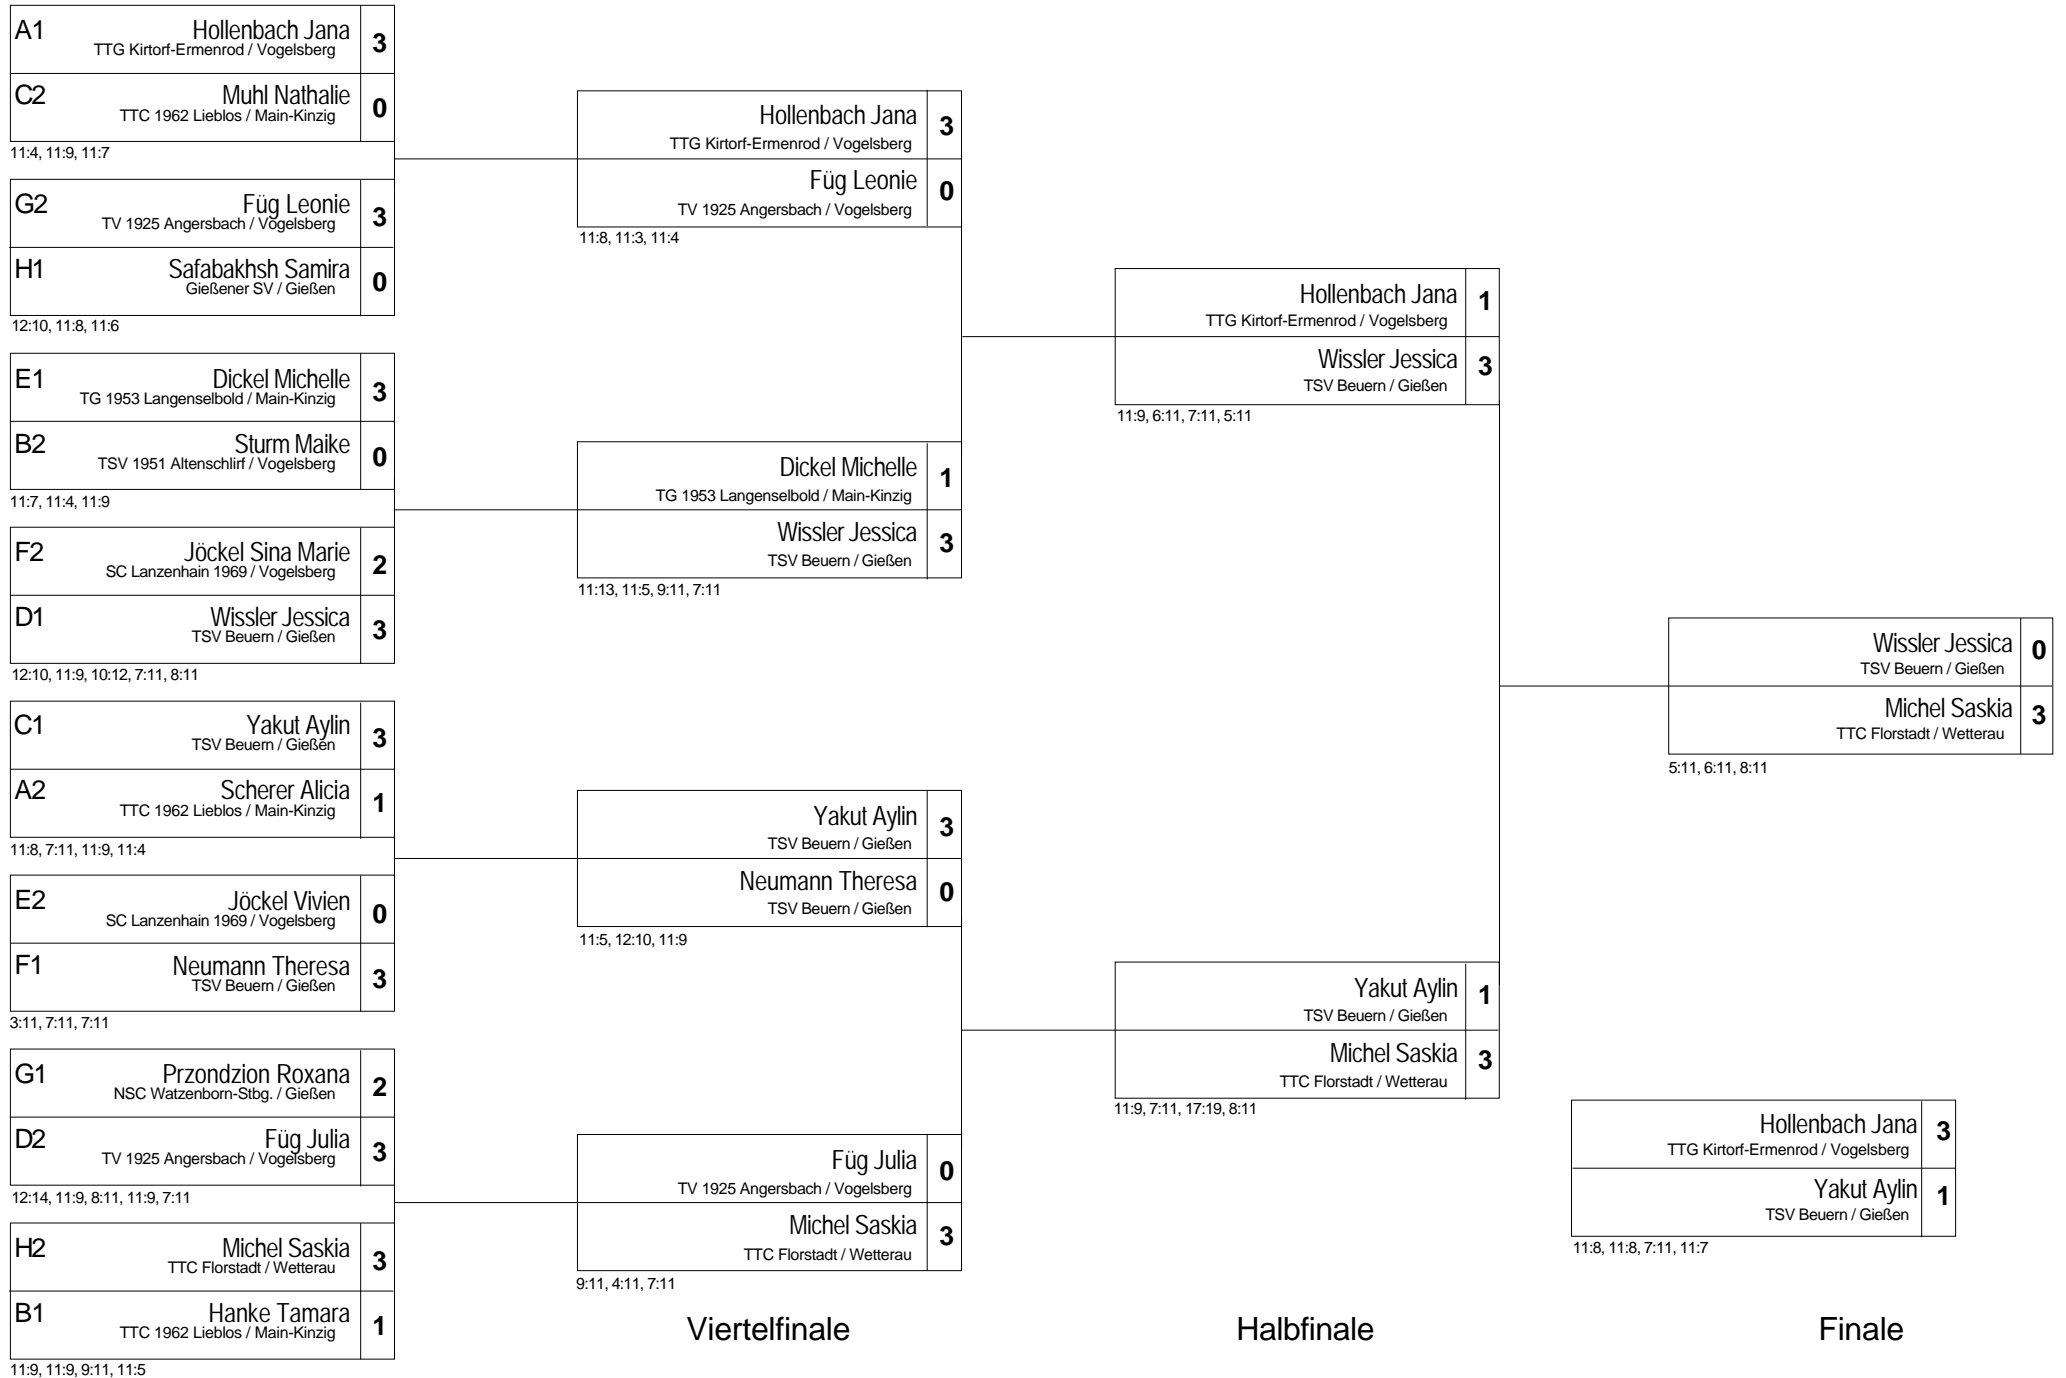 A1 Hollenbach Jana 3
TTG Kirtorf-Ermenrod / Vogelsberg
C2 Muhl Nathalie 0
TTC 1962 Lieblos / Main-Kinzig
11:4, 11:9, 11:7
G2 Füg Leonie 3
TV 1925 Angersbach / Vogelsberg
H1 Safabakhsh Samira 0
Gießener SV / Gießen
12:10, 11:8, 11:6
E1 Dickel Michelle 3
TG 1953 Langenselbold / Main-Kinzig
B2 Sturm Maike 0
TSV 1951 Altenschlirf / Vogelsberg
11:7, 11:4, 11:9
F2 Jöckel Sina Marie 2
SC Lanzenhain 1969 / Vogelsberg
D1 Wissler Jessica 3
TSV Beuern / Gießen
12:10, 11:9, 10:12, 7:11, 8:11
C1 Yakut Aylin 3
TSV Beuern / Gießen
A2 Scherer Alicia 1
TTC 1962 Lieblos / Main-Kinzig
11:8, 7:11, 11:9, 11:4
E2 Jöckel Vivien 0
SC Lanzenhain 1969 / Vogelsberg
F1 Neumann Theresa 3
TSV Beuern / Gießen
3:11, 7:11, 7:11
G1 Przondzion Roxana 2
NSC Watzenborn-Stbg. / Gießen
D2 Füg Julia 3
TV 1925 Angersbach / Vogelsberg
12:14, 11:9, 8:11, 11:9, 7:11
H2 Michel Saskia 3
TTC Florstadt / Wetterau
B1 Hanke Tamara 1
TTC 1962 Lieblos / Main-Kinzig
11:9, 11:9, 9:11, 11:5
Hollenbach Jana 3
TTG Kirtorf-Ermenrod / Vogelsberg
Füg Leonie 0
TV 1925 Angersbach / Vogelsberg
11:8, 11:3, 11:4
Dickel Michelle 1
TG 1953 Langenselbold / Main-Kinzig
Wissler Jessica 3
TSV Beuern / Gießen
11:13, 11:5, 9:11, 7:11
Yakut Aylin 3
TSV Beuern / Gießen
Neumann Theresa 0
TSV Beuern / Gießen
11:5, 12:10, 11:9
Füg Julia 0
TV 1925 Angersbach / Vogelsberg
Michel Saskia 3
TTC Florstadt / Wetterau
9:11, 4:11, 7:11
Viertelfinale
Hollenbach Jana 1
TTG Kirtorf-Ermenrod / Vogelsberg
Wissler Jessica 3
TSV Beuern / Gießen
11:9, 6:11, 7:11, 5:11
Yakut Aylin 1
TSV Beuern / Gießen
Michel Saskia 3
TTC Florstadt / Wetterau
11:9, 7:11, 17:19, 8:11
Halbfinale
Wissler Jessica 0
TSV Beuern / Gießen
Michel Saskia 3
TTC Florstadt / Wetterau
5:11, 6:11, 8:11
Hollenbach Jana 3
TTG Kirtorf-Ermenrod / Vogelsberg
Yakut Aylin 1
TSV Beuern / Gießen
11:8, 11:8, 7:11, 11:7
Finale